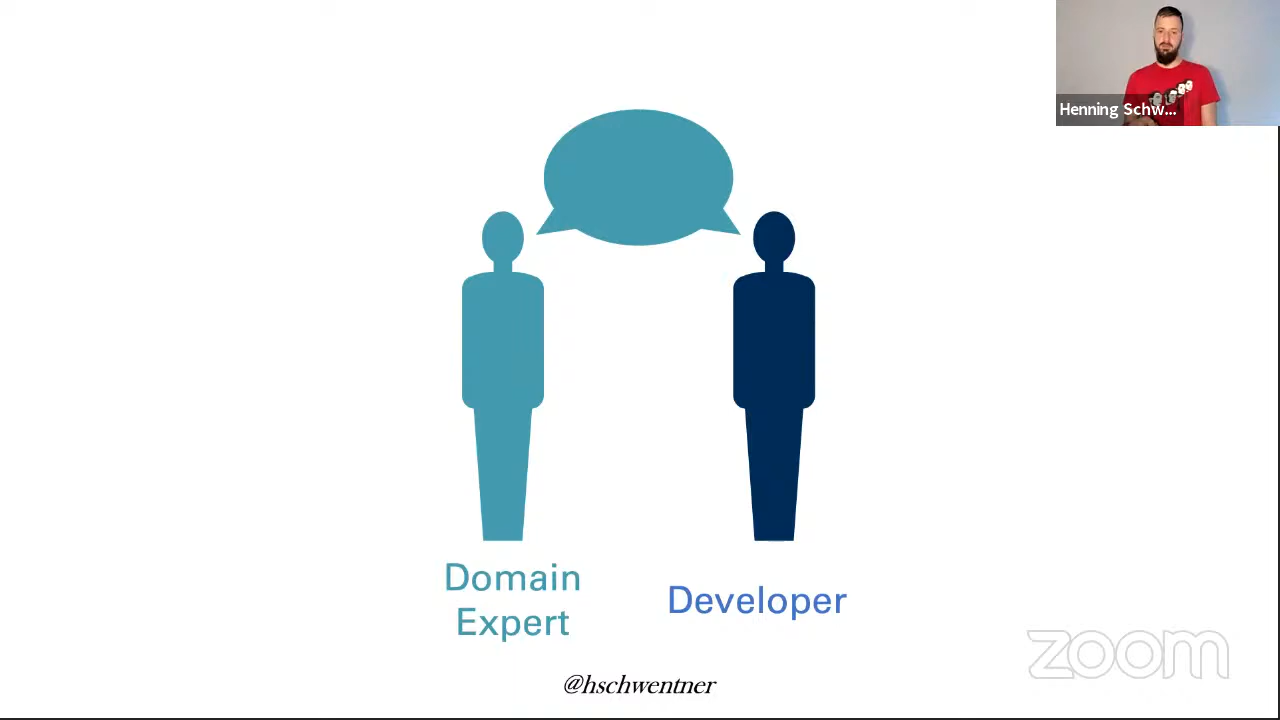 Henning Schw...
Domain
Expert
Developer
@hschwentner
zoom